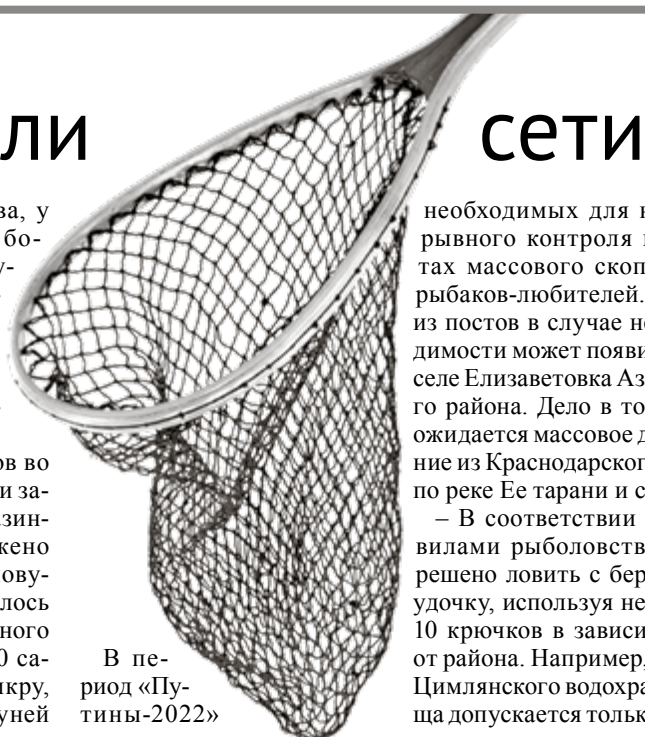 ли сети
ва, у
бо-
у-
ов во
и за-
зин-
жено
лову-
лось
ного
0 са-
икру,
уней
В пе-
риод «Пу-
тины-2022»
необходимых для
рывного контроля
тах массового скоп
рыбаков-любителей.
из постов в случае не
димости может появи
селе Елизаветовка Аз
го района. Дело в то
ожидается массовое д
ние из Краснодарског
по реке Ее тарани и с
– В соответствии
вилами рыболовств
решено ловить с бер
удочку, используя не
10 крючков в зависи
от района. Например,
Цимлянского водохра
ща допускается тольк